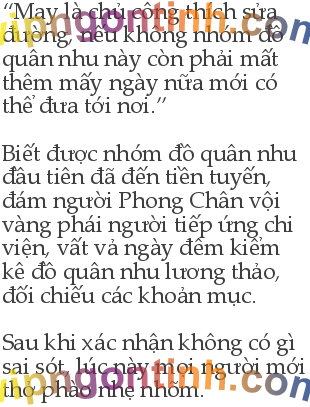 “May là chủ công thích sửa
đường, nếu không nhóm đồ
quân nhu này còn phải mất
thêm mấy ngày nữa mới có
thể đưa tới nơi.”
Biết được nhóm đồ quân nhu
đầu tiên đã đến tiền tuyến,
đám người Phong Chân vội
vàng phái người tiếp ứng chi
viện, vất vả ngày đêm kiểm
kê đồ quân nhu lương thảo,
đối chiếu các khoản mục.
Sau khi xác nhận không có gì
sai sót, lúc này mọi người mới
thở phào nhẹ nhõm.